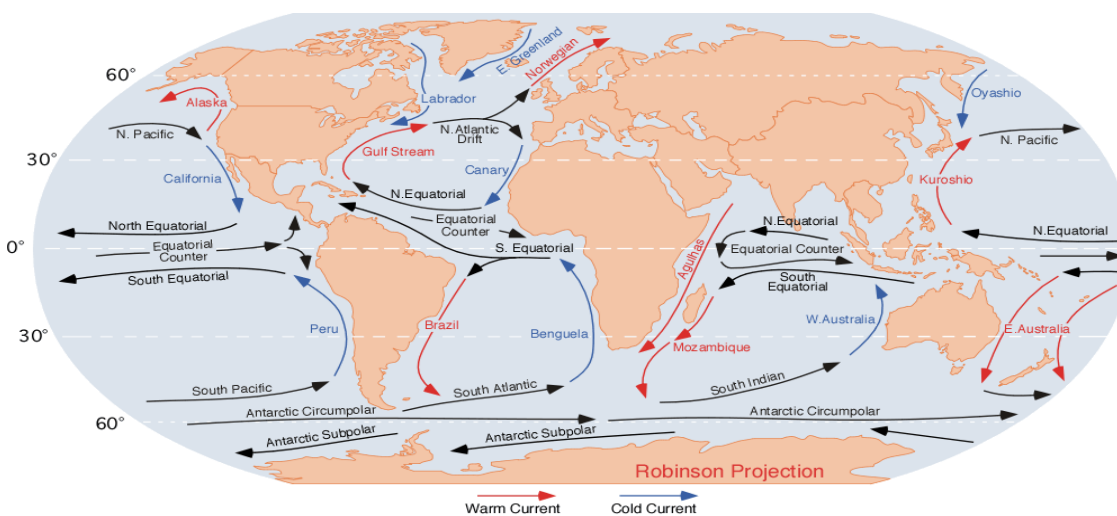 E. Greenland
Norwegian
60°
Alaska
Labrador
Oyashio
N. Pacific
N.Atlantic
Drift
N. Pacific
Gulf Stream
30°
California
Canary
Kuroshio
N.Equatorial
North Equatorial
Equatorial
Counter
N.Equatorial
N.Equatorial
Equatorial
Counter
0°
S. Equatorial
Agulhas
Equatorial Counter
South Equatorial
South
Equatorial
Peru
Brazil
Benguela
W.Australia
E.Australia
30°
Mozambique
South Pacific
South Atlantic
South Indian
Antarctic Circumpolar
Antarctic Circumpolar
60°
Antarctic Subpolar
Antarctic Subpolar
Robinson Projection
Warm Current
Cold Current